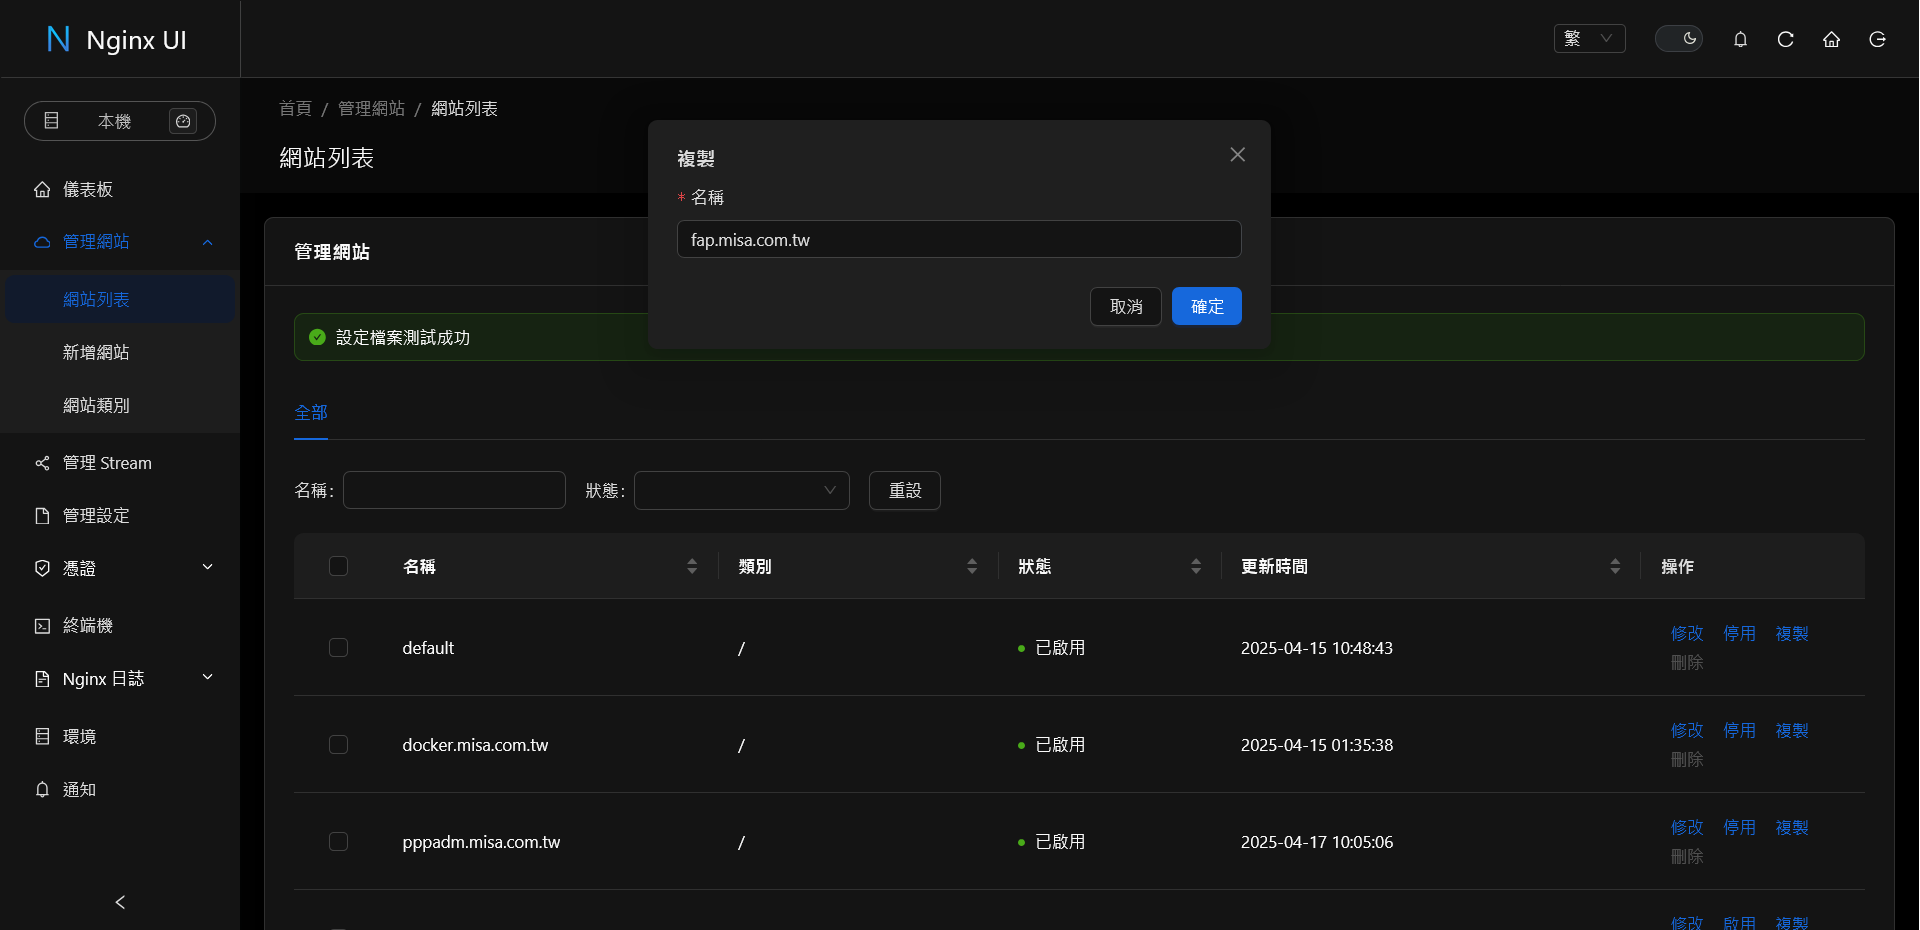 Nginx UI
繁
本機
儀表板
管理網站
網站列表
新增網站
網站類別
管理 Stream
管理設定
憑證
終端機
Nginx 日誌
環境
通知
首頁 / 管理網站 / 網站列表
網站列表
複製
* 名稱
fap.misa.com.tw
取消 確定
管理網站
設定檔案測試成功
全部
名稱: 狀態: 重設
名稱 類別 狀態 更新時間 操作
default / 已啟用 2025-04-15 10:48:43 修改 停用 複製
刪除
docker.misa.com.tw / 已啟用 2025-04-15 01:35:38 修改 停用 複製
刪除
pppadm.misa.com.tw / 已啟用 2025-04-17 10:05:06 修改 停用 複製
刪除
修改 啟用 複製